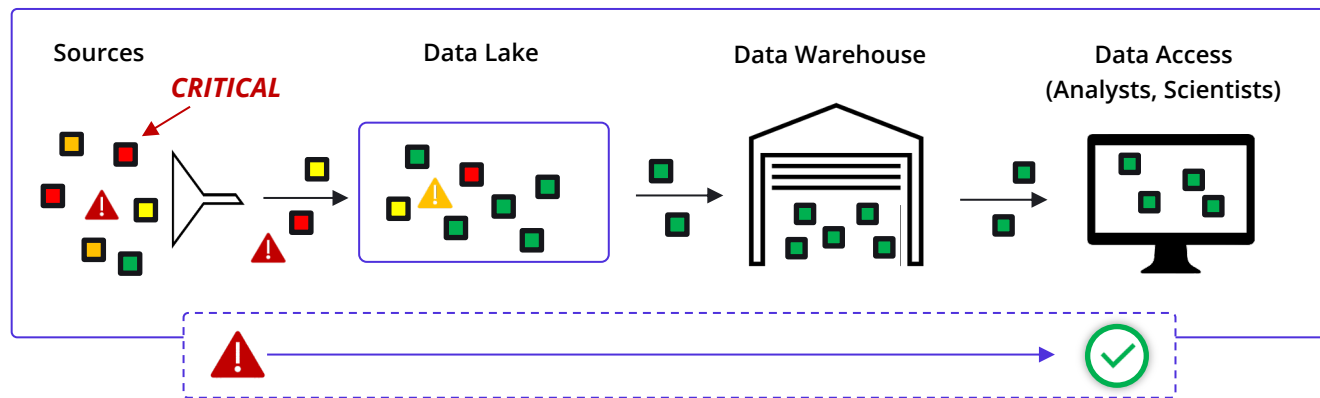 Sources
CRITICAL
Data Lake
Data Warehouse
Data Access
(Analysts, Scientists)